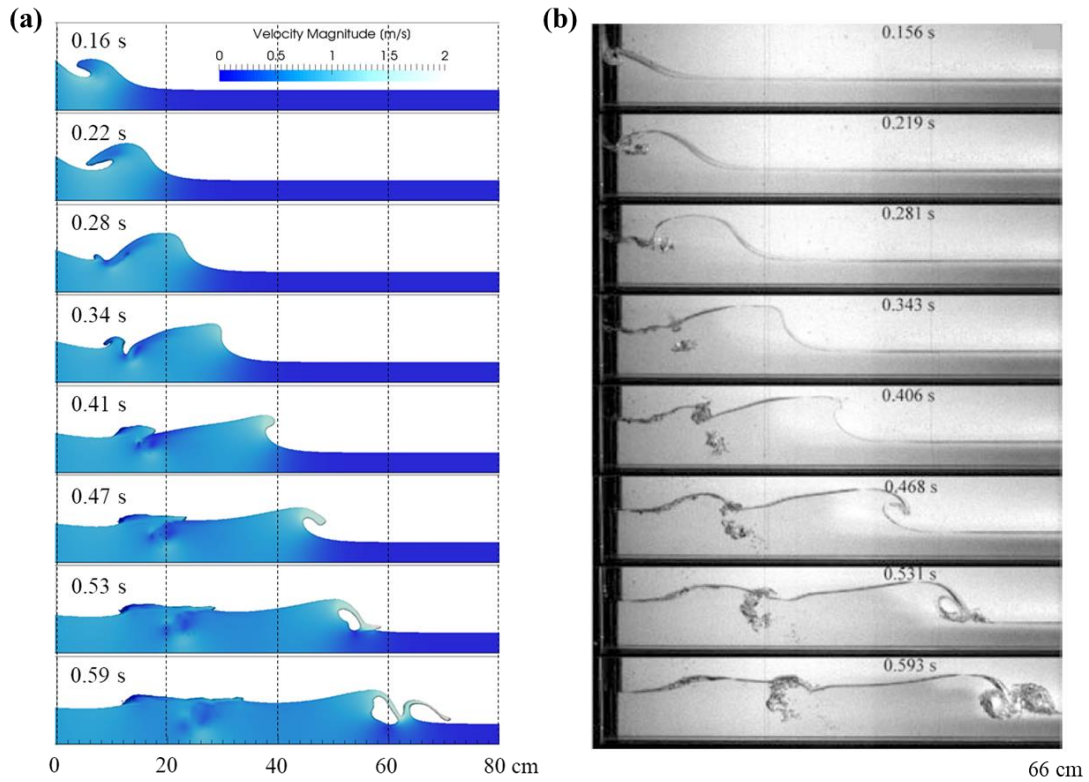 (a)
Velocity Magnitude [m/s]
0 0.5 1 1.5 2
0.16 s
0.22 s
0.28 s
0.34 s
0.41 s
0.47 s
0.53 s
0.59 s
0 20 40 60 80 cm
(b)
0.156 s
0.219 s
0.281 s
0.343 s
0.406 s
0.468 s
0.531 s
0.593 s
66 cm